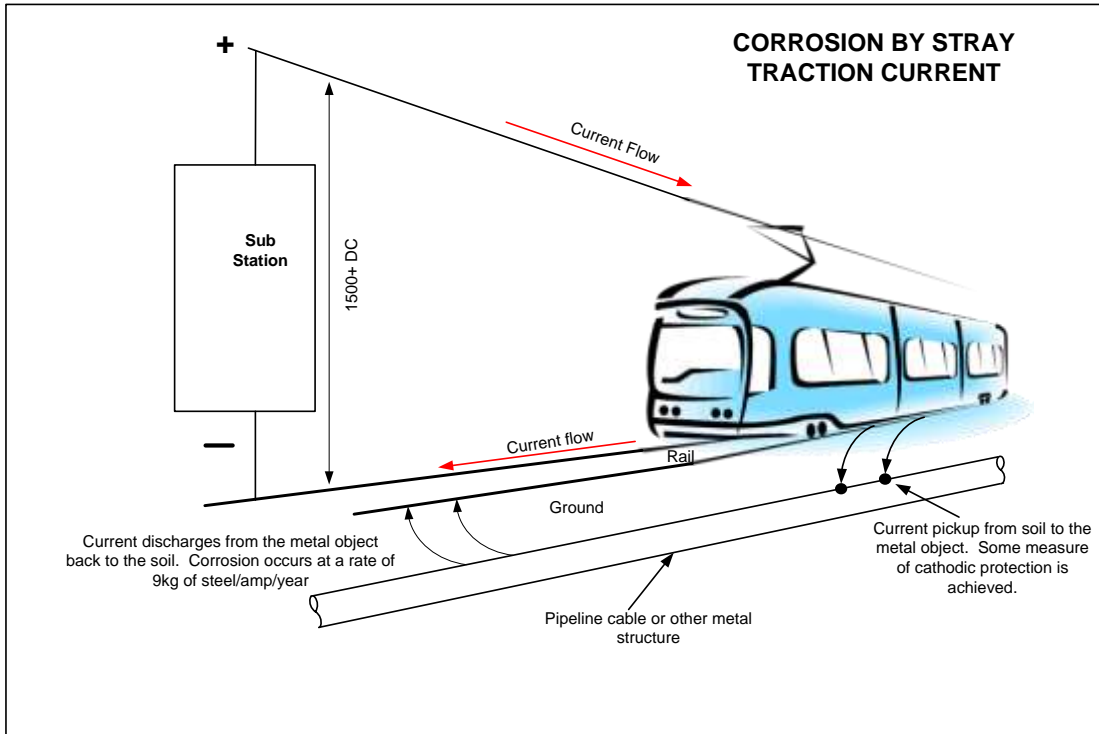 CORROSION BY STRAY
TRACTION CURRENT
+
Current Flow
Sub
Station
1500+ DC
—
Current flow
Rail
Ground
Current discharges from the metal object
back to the soil. Corrosion occurs at a rate of
9kg of steel/amp/year
Current pickup from soil to the
metal object. Some measure
of cathodic protection is
achieved.
Pipeline cable or other metal
structure